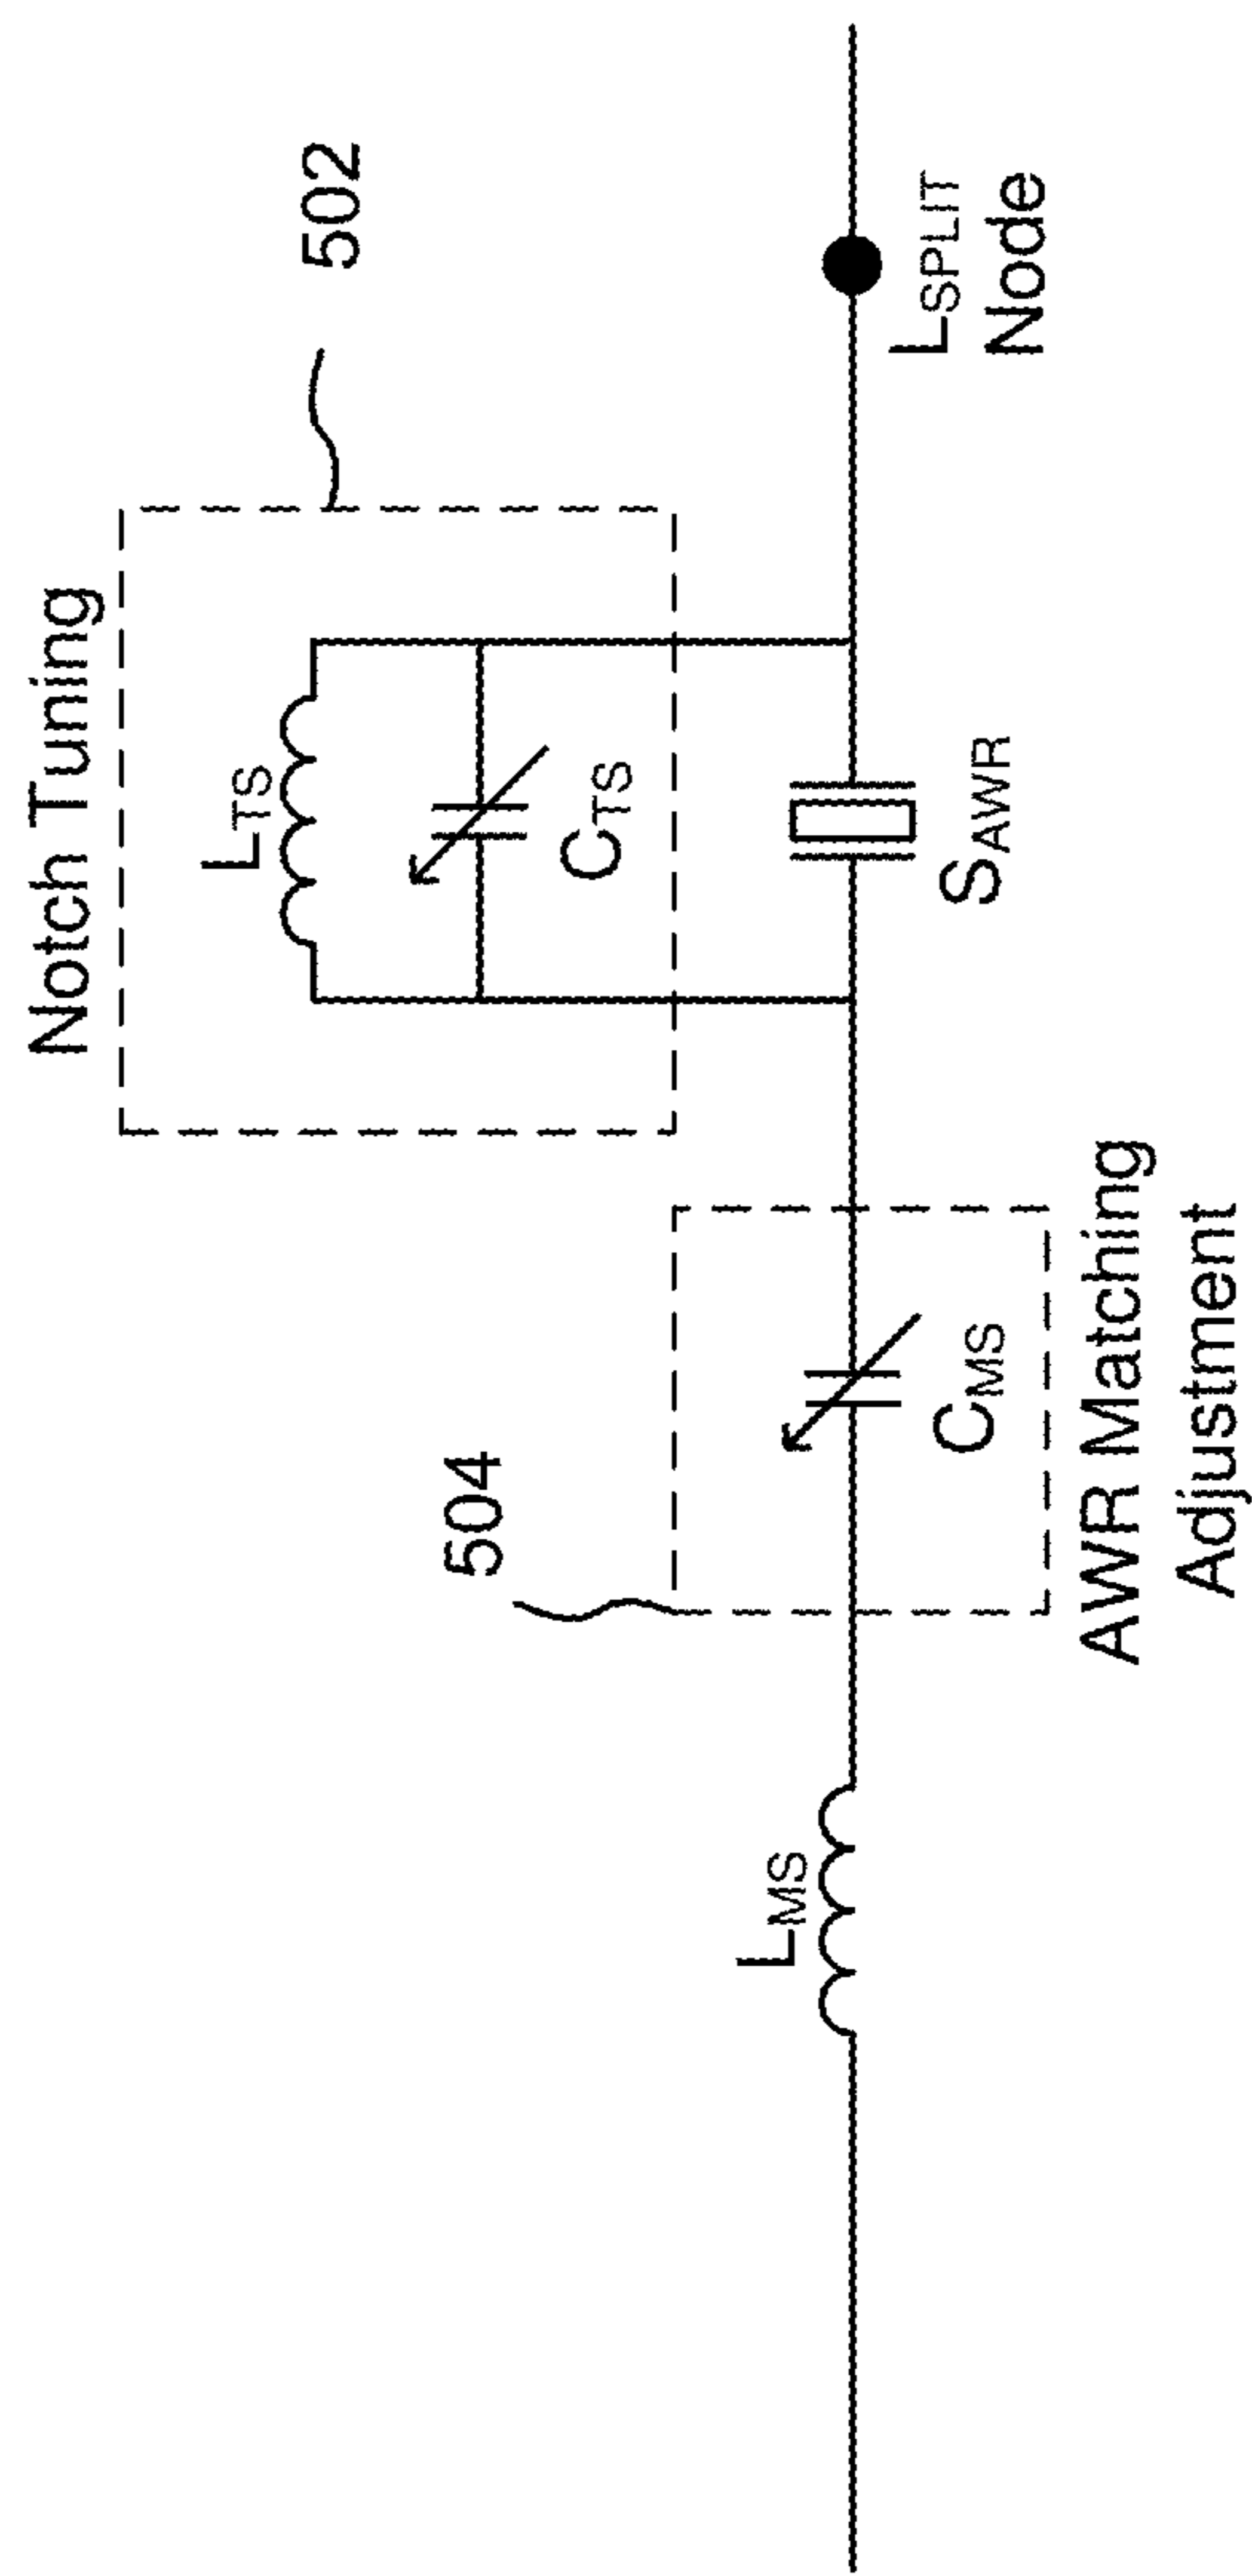 Notch Tuning
502
LTS
CTS
504
LMS
CMS
SAWR
LSPLIT
Node
AWR Matching
Adjustment